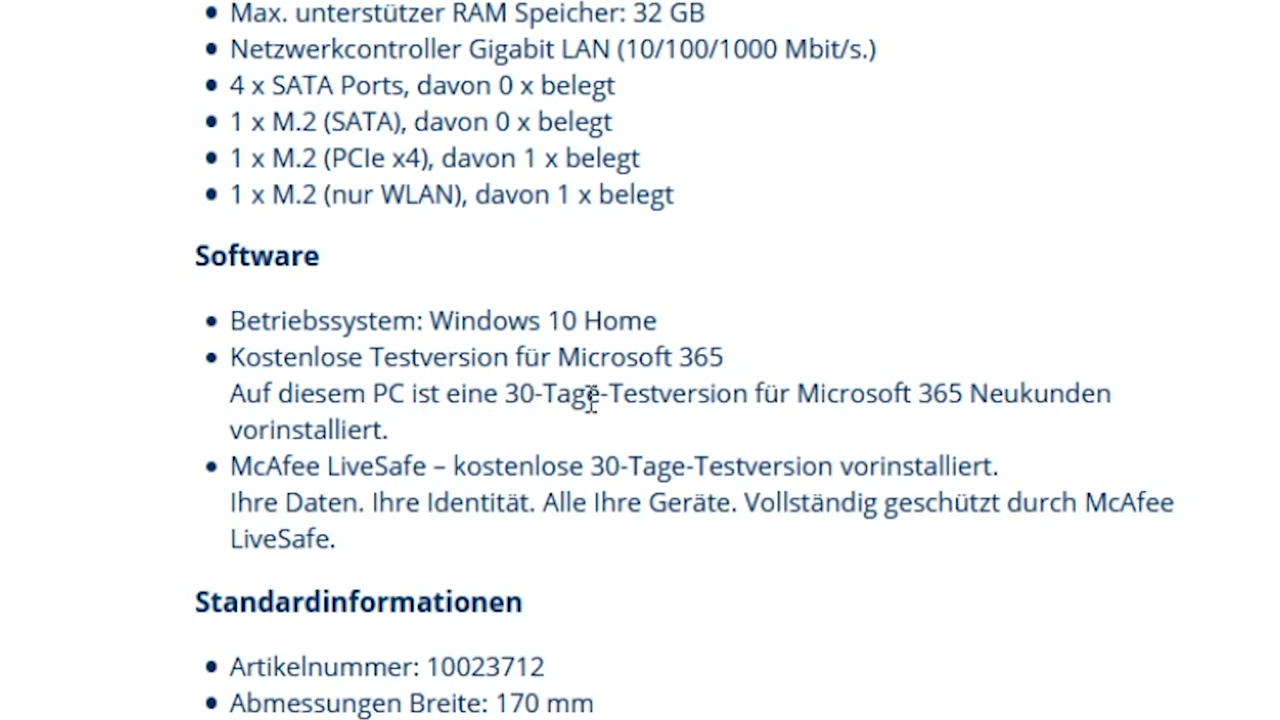 • Max. unterstützer RAM Speicher: 32 GB
• Netzwerkcontroller Gigabit LAN (10/100/1000 Mbit/s.)
• 4 x SATA Ports, davon 0 x belegt
• 1 x M.2 (SATA), davon 0 x belegt
• 1 x M.2 (PCIe x4), davon 1 x belegt
• 1 x M.2 (nur WLAN), davon 1 x belegt
Software
• Betriebssystem: Windows 10 Home
• Kostenlose Testversion für Microsoft 365
Auf diesem PC ist eine 30-Tage-Testversion für Microsoft 365 Neukunden
vorinstalliert.
• McAfee LiveSafe – kostenlose 30-Tage-Testversion vorinstalliert.
Ihre Daten. Ihre Identität. Alle Ihre Geräte. Vollständig geschützt durch McAfee
LiveSafe.
Standardinformationen
• Artikelnummer: 10023712
• Abmessungen Breite: 170 mm